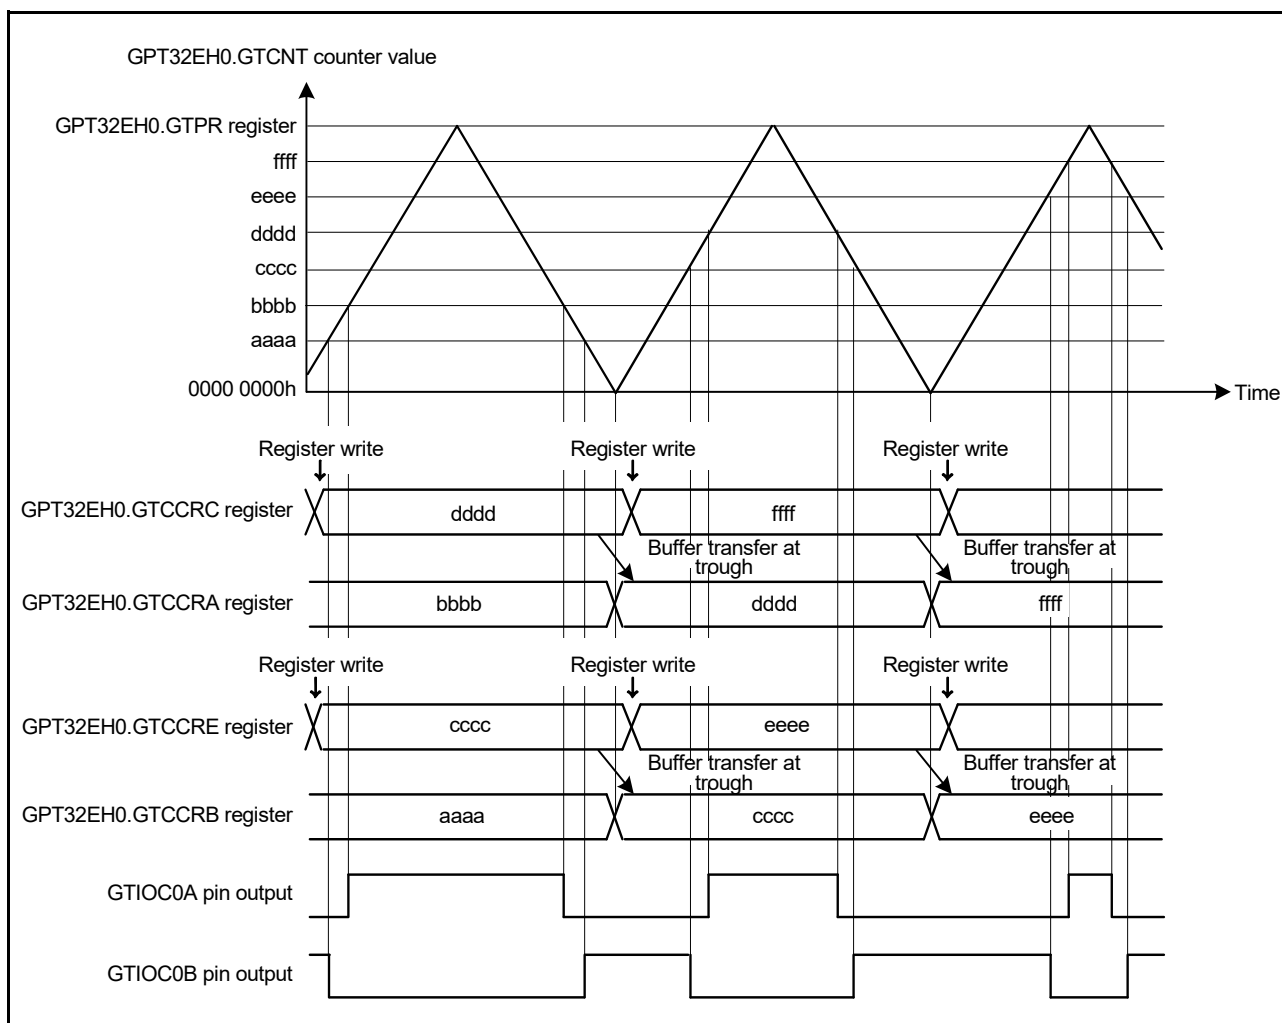 GPT32EH0.GTCNT counter value
GPT32EH0.GTPR register
ffff
eeee
dddd
cccc
bbbb
aaaa
0000 0000h
Time
Register write Register write Register write
GPT32EH0.GTCCRC register dddd ffff
Buffer transfer at trough Buffer transfer at trough
GPT32EH0.GTCCRA register bbbb dddd ffff
Register write Register write Register write
GPT32EH0.GTCCRE register cccc eeee
Buffer transfer at trough Buffer transfer at trough
GPT32EH0.GTCCRB register aaaa cccc eeee
GTIOC0A pin output
GTIOC0B pin output